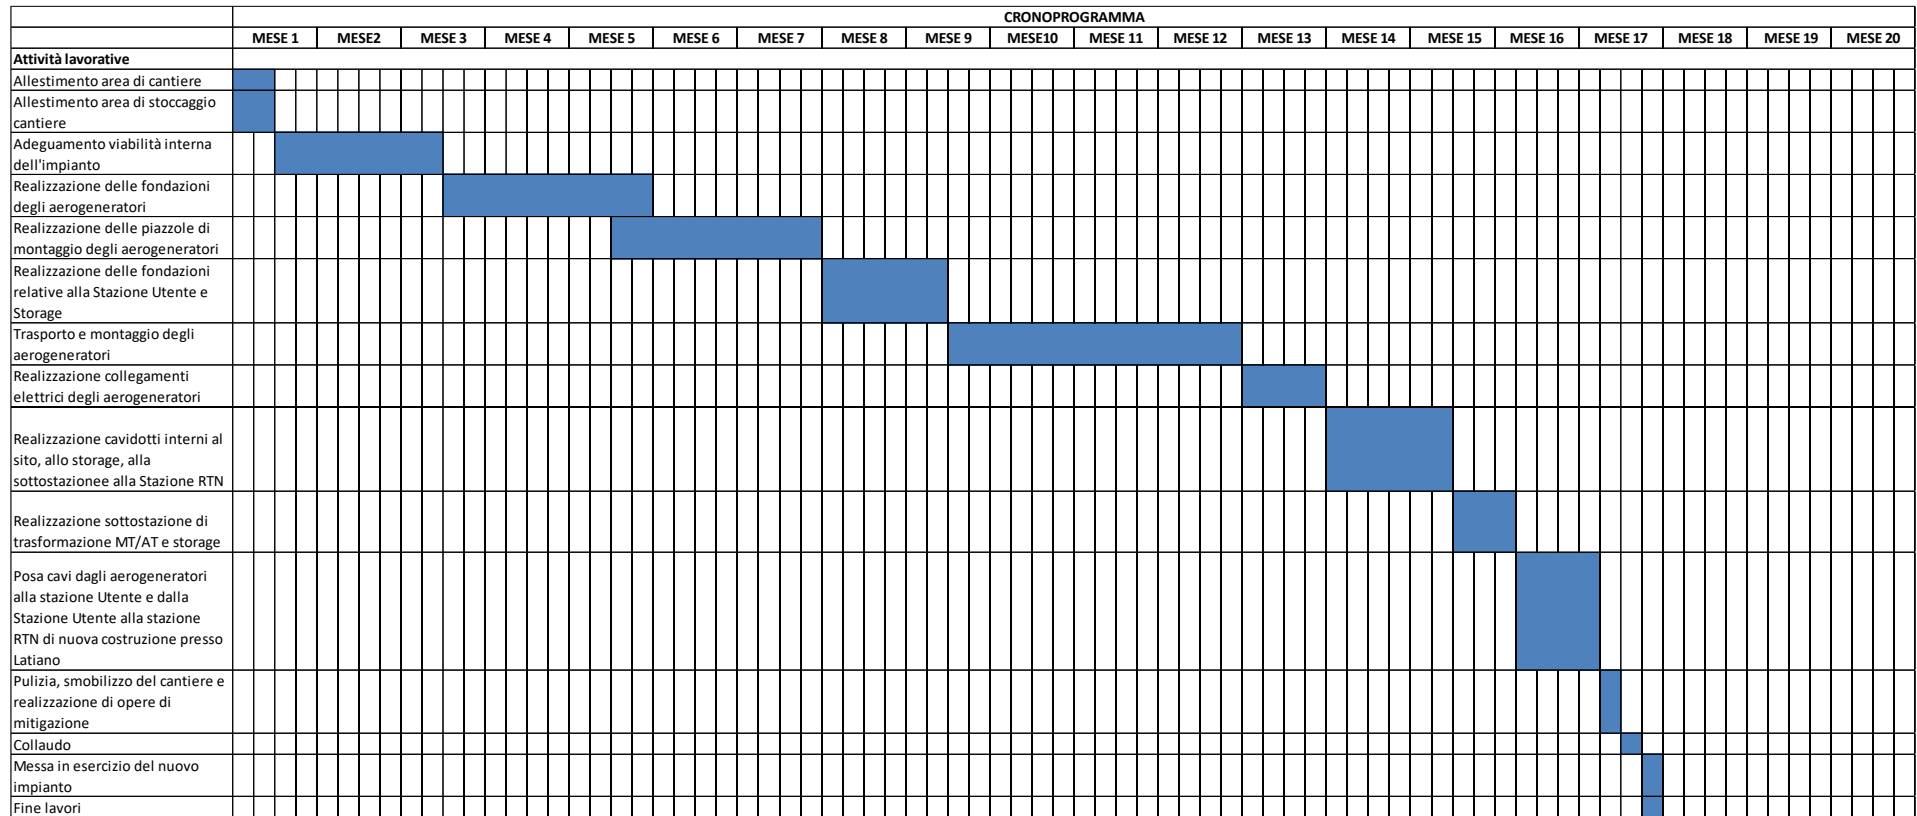 CRONOPROGRAMMA
MESE 1 MESE2 MESE 3 MESE 4 MESE 5 MESE 6 MESE 7 MESE 8 MESE 9 MESE10 MESE 11 MESE 12 MESE 13 MESE 14 MESE 15 MESE 16 MESE 17 MESE 18 MESE 19 MESE 20
Attività lavorative
Allestimento area di cantiere
Allestimento area di stoccaggio
cantiere
Adeguamento viabilità interna
dell'impianto
Realizzazione delle fondazioni
degli aerogeneratori
Realizzazione delle piazzole di
montaggio degli aerogeneratori
Realizzazione delle fondazioni
relative alla Stazione Utente e
Storage
Trasporto e montaggio degli
aerogeneratori
Realizzazione collegamenti
elettrici degli aerogeneratori
Realizzazione cavidotti interni al
sito, allo storage, alla
sottostazionee alla Stazione RTN
Realizzazione sottostazione di
trasformazione MT/AT e storage
Posa cavi dagli aerogeneratori
alla stazione Utente e dalla
Stazione Utente alla stazione
RTN di nuova costruzione presso
Latiano
Pulizia, smobilizzo del cantiere e
realizzazione di opere di
mitigazione
Collaudo
Messa in esercizio del nuovo
impianto
Fine lavori